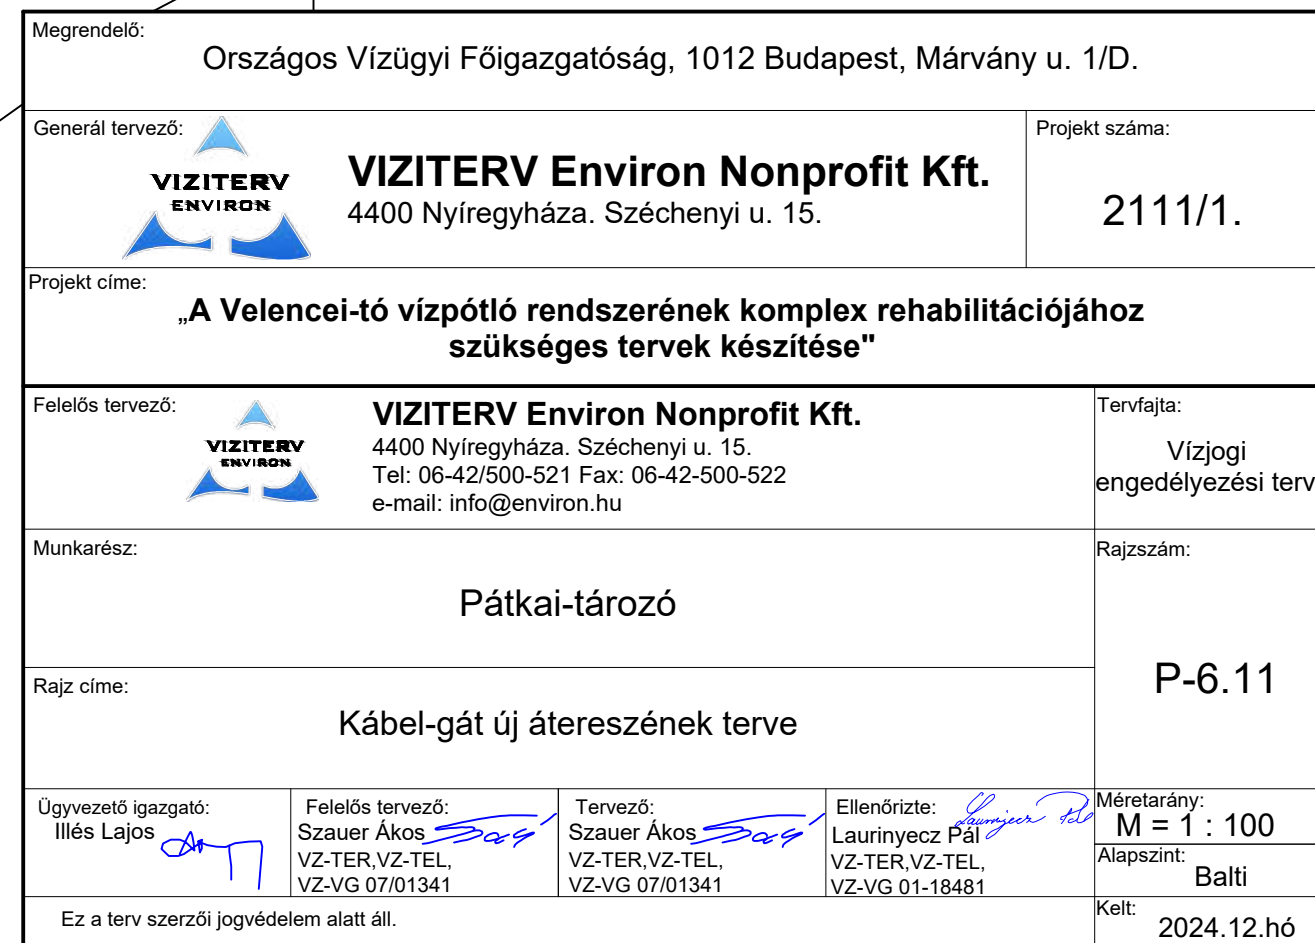 Megrendelő:
Országos Vízügyi Főigazgatóság, 1012 Budapest, Márvány u. 1/D.
Generál tervező:
VIZITERV
ENVIRON
VIZITERV Environ Nonprofit Kft.
4400 Nyíregyháza. Széchenyi u. 15.
Projekt száma:
2111/1.
Projekt címe:
„A Velencei-tó vízpótló rendszerének komplex rehabilitációjához
szükséges tervek készítése"
Felelős tervező:
VIZITERV
ENVIRON
VIZITERV Environ Nonprofit Kft.
4400 Nyíregyháza. Széchenyi u. 15.
Tel: 06-42/500-521 Fax: 06-42-500-522
e-mail: info@environ.hu
Tervfajta:
Vízjogi
engedélyezési terv
Munkarész:
Pátkai-tározó
Rajzszám:
P-6.11
Rajz címe:
Kábel-gát új átereszének terve
Ügyvezető igazgató:
Illés Lajos
Felelős tervező:
Szauer Ákos
VZ-TER,VZ-TEL,
VZ-VG 07/01341
Tervező:
Szauer Ákos
VZ-TER,VZ-TEL,
VZ-VG 07/01341
Ellenőrizte:
Laurinyecz Pál
VZ-TER,VZ-TEL,
VZ-VG 01-18481
Méretarány:
M = 1 : 100
Alapszint:
Balti
Ez a terv szerzői jogvédelem alatt áll.
Kelt:
2024.12.hó